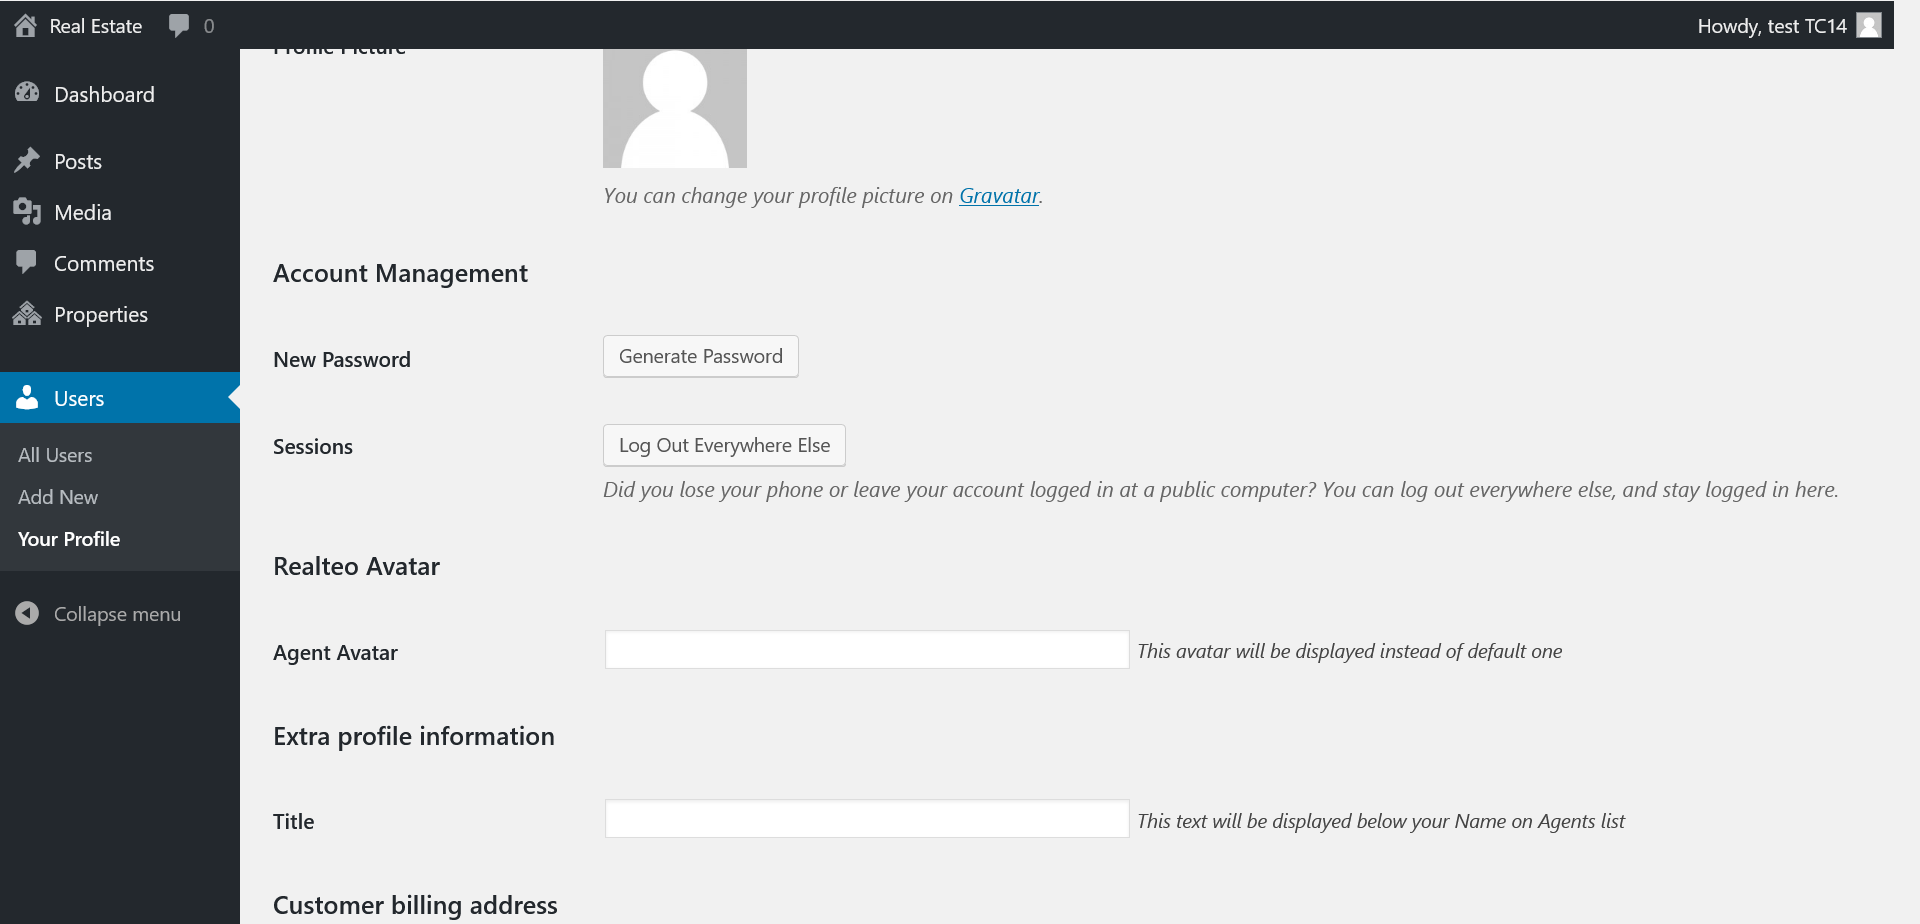 Real Estate
0
Howdy, test TC14
Dashboard
Posts
Media
Comments
Properties
Users
All Users
Add New
Your Profile
Collapse menu
Profile Picture
You can change your profile picture on Gravatar.
Account Management
New Password
Generate Password
Sessions
Log Out Everywhere Else
Did you lose your phone or leave your account logged in at a public computer? You can log out everywhere else, and stay logged in here.
Realteo Avatar
Agent Avatar
This avatar will be displayed instead of default one
Extra profile information
Title
This text will be displayed below your Name on Agents list
Customer billing address